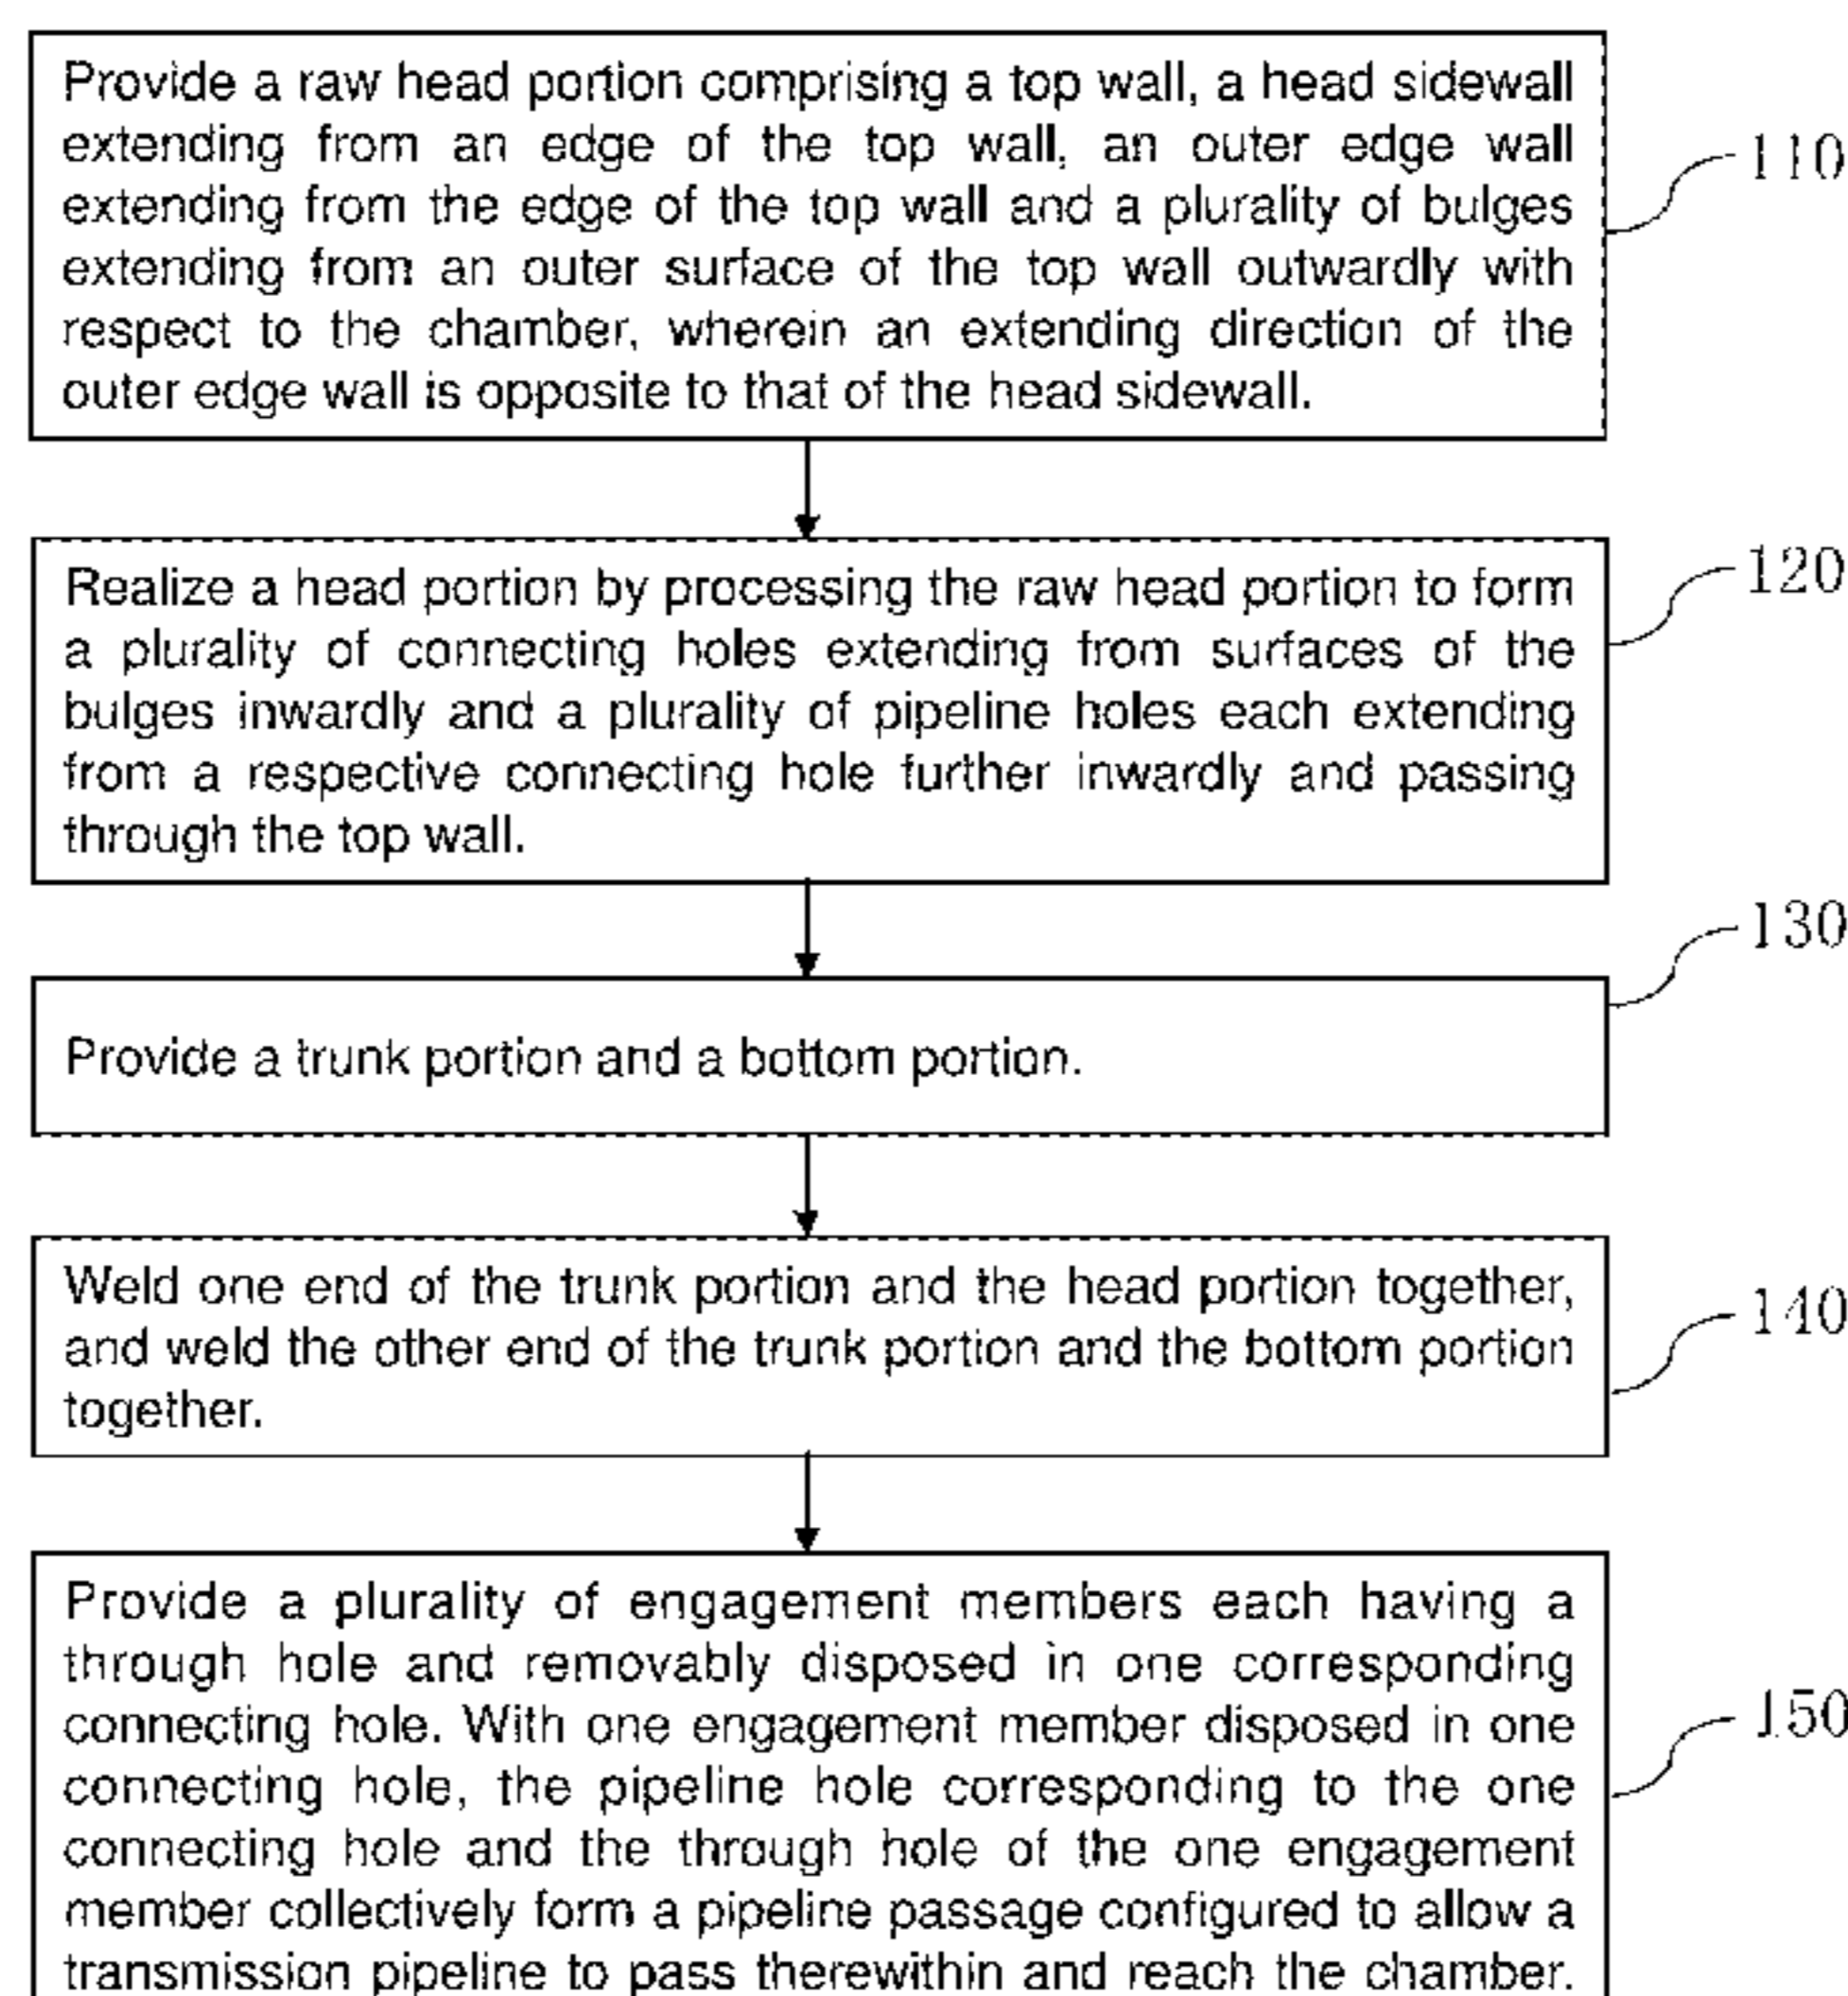 Provide a raw head portion comprising a top wall, a head sidewall
extending from an edge of the top wall, an outer edge wall
extending from the edge of the top wall and a plurality of bulges
extending from an outer surface of the top wall outwardly with
respect to the chamber, wherein an extending direction of the
outer edge wall is opposite to that of the head sidewall.
110
Realize a head portion by processing the raw head portion to form
a plurality of connecting holes extending from surfaces of the
bulges inwardly and a plurality of pipeline holes each extending
from a respective connecting hole further inwardly and passing
through the top wall.
120
130
Provide a trunk portion and a bottom portion.
Weld one end of the trunk portion and the head portion together,
and weld the other end of the trunk portion and the bottom portion
together.
140
Provide a plurality of engagement members each having a
through hole and removably disposed in one corresponding
connecting hole. With one engagement member disposed in one
connecting hole, the pipeline hole corresponding to the one
connecting hole and the through hole of the one engagement
member collectively form a pipeline passage configured to allow a
transmission pipeline to pass therewithin and reach the chamber.
150